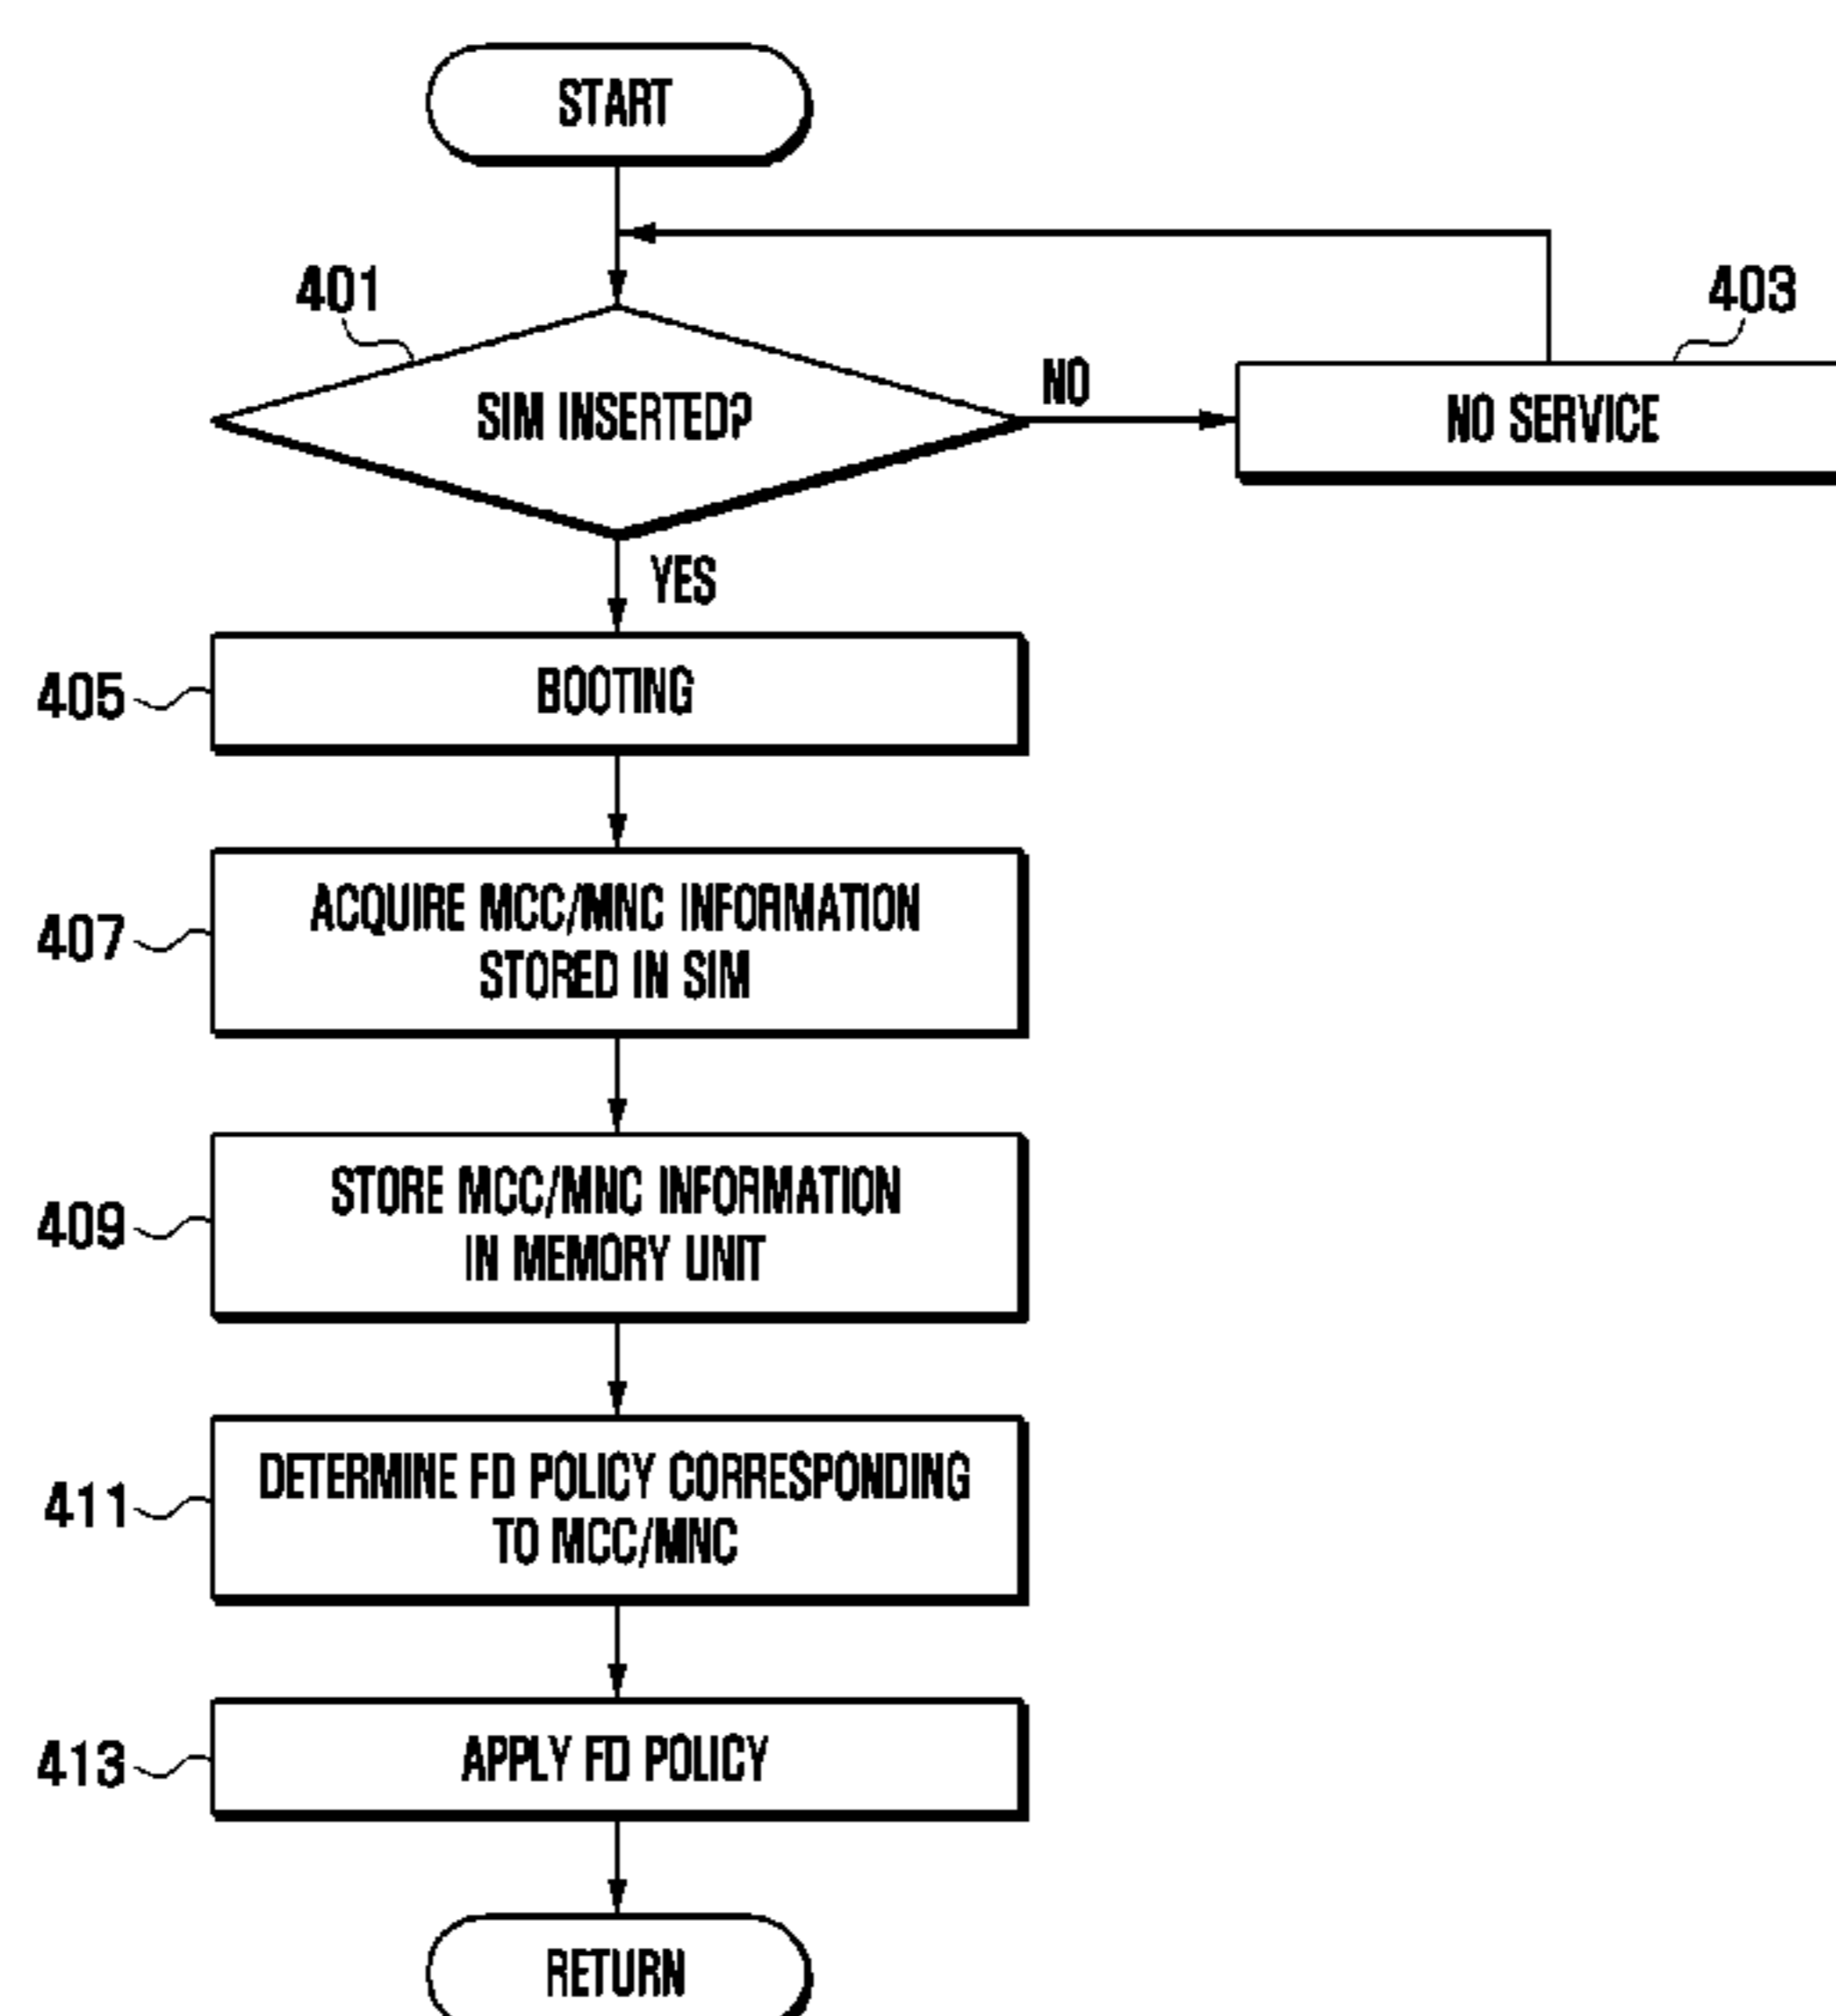 START
401
SIM INSERTED?
NO
403
NO SERVICE
YES
405
BOOTING
407
ACQUIRE MCC/MNC INFORMATION
STORED IN SIM
409
STORE MCC/MNC INFORMATION
IN MEMORY UNIT
411
DETERMINE FD POLICY CORRESPONDING
TO MCC/MNC
413
APPLY FD POLICY
RETURN